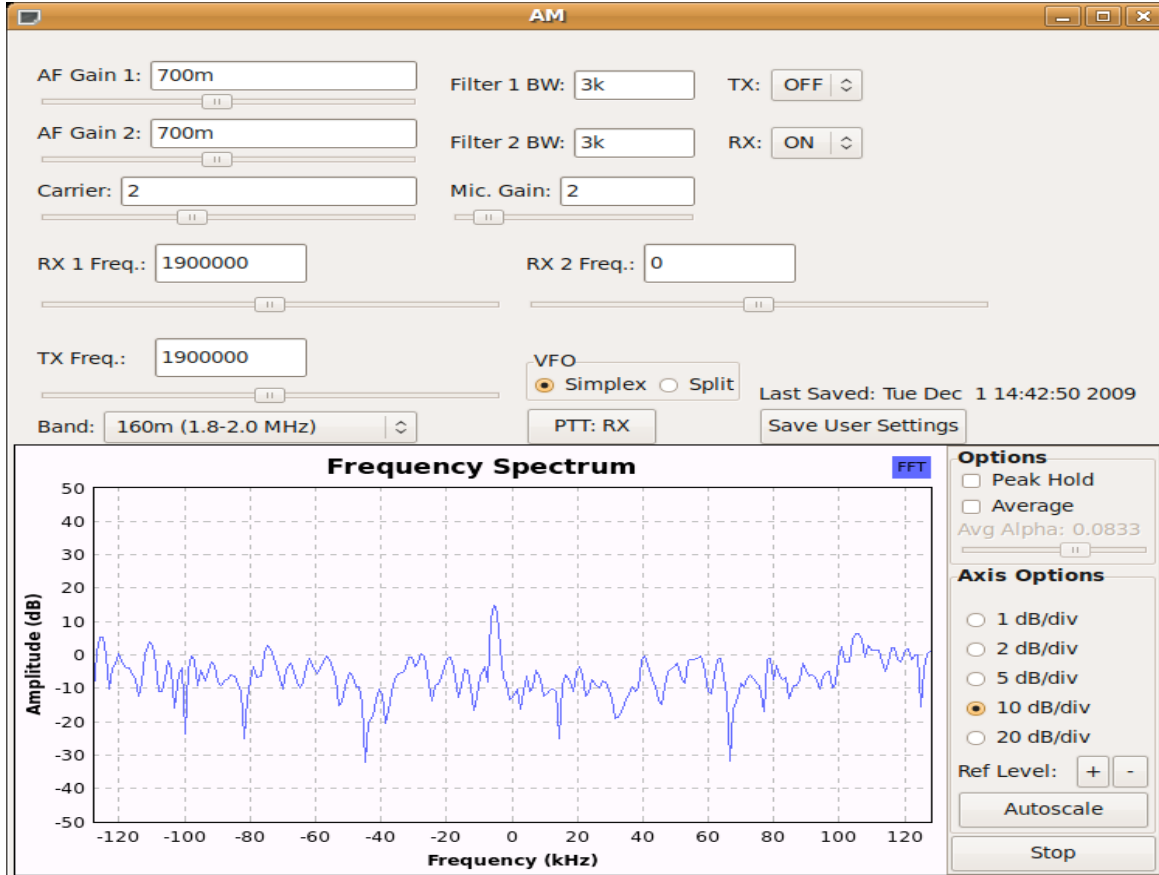 AM
AF Gain 1: 700m
Filter 1 BW: 3k
TX: OFF
AF Gain 2: 700m
Filter 2 BW: 3k
RX: ON
Carrier: 2
Mic. Gain: 2
RX 1 Freq.: 1900000
RX 2 Freq.: 0
TX Freq.: 1900000
VFO
Simplex Split
Last Saved: Tue Dec 1 14:42:50 2009
Band: 160m (1.8-2.0 MHz)
PTT: RX
Save User Settings
Frequency Spectrum
FFT
50
40
30
20
10
0
-10
-20
-30
-40
-50
Amplitude (dB)
-120 -100 -80 -60 -40 -20 0 20 40 60 80 100 120
Frequency (kHz)
Options
Peak Hold
Average
Avg Alpha: 0.0833
Axis Options
1 dB/div
2 dB/div
5 dB/div
10 dB/div
20 dB/div
Ref Level: + -
Autoscale
Stop